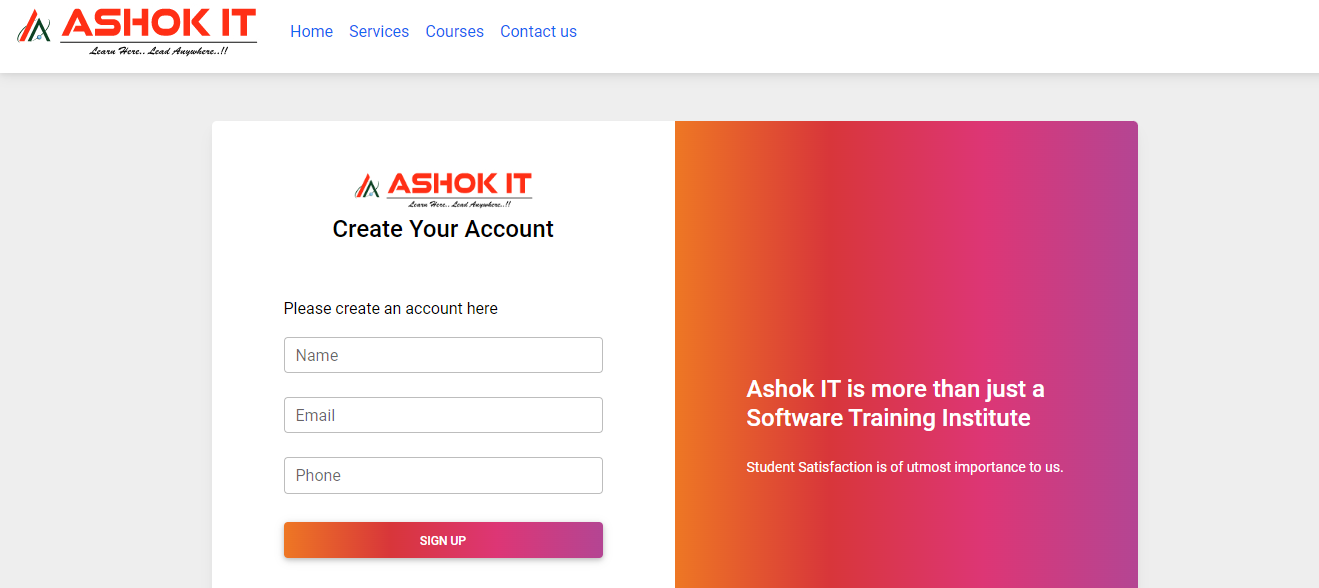 ASHOK IT
Learn Here.. Lead Anywhere..!!
Home Services Courses Contact us
ASHOK IT
Learn Here.. Lead Anywhere..!!
Create Your Account
Please create an account here
Name
Email
Phone
SIGN UP
Ashok IT is more than just a
Software Training Institute
Student Satisfaction is of utmost importance to us.